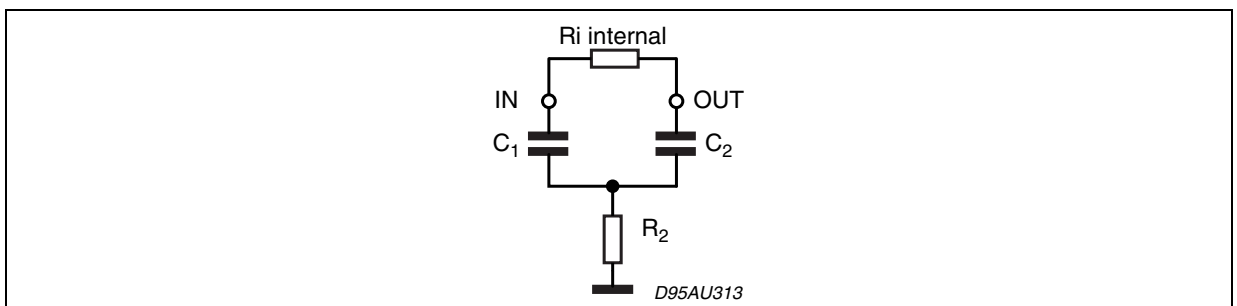 Ri internal
IN OUT
C1 C2
R2
D95AU313